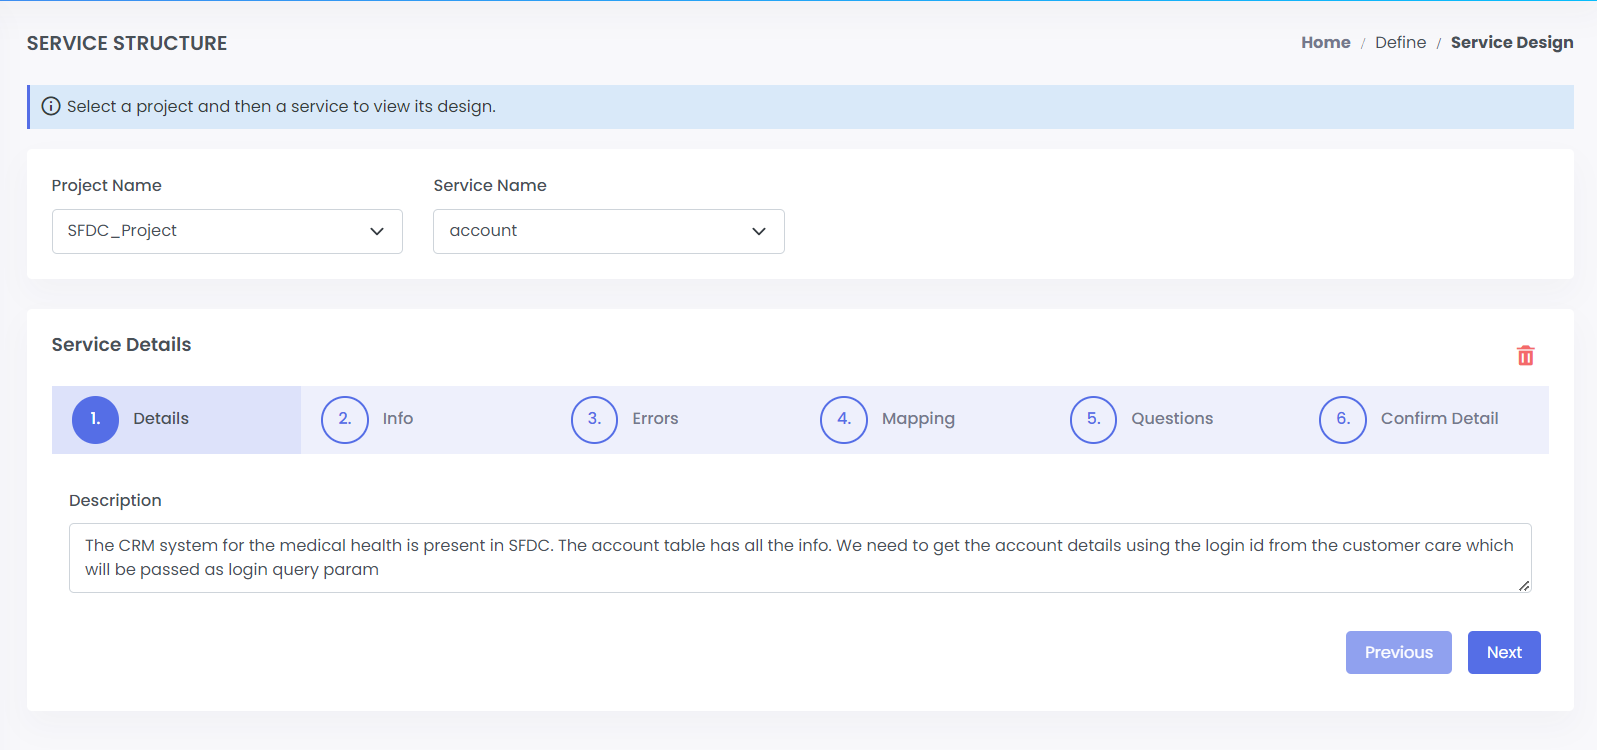 SERVICE STRUCTURE
Home / Define / Service Design
Select a project and then a service to view its design.
Project Name
Service Name
SFDC_Project
account
Service Details
1. Details
2. Info
3. Errors
4. Mapping
5. Questions
6. Confirm Detail
Description
The CRM system for the medical health is present in SFDC. The account table has all the info. We need to get the account details using the login id from the customer care which
will be passed as login query param
Previous
Next